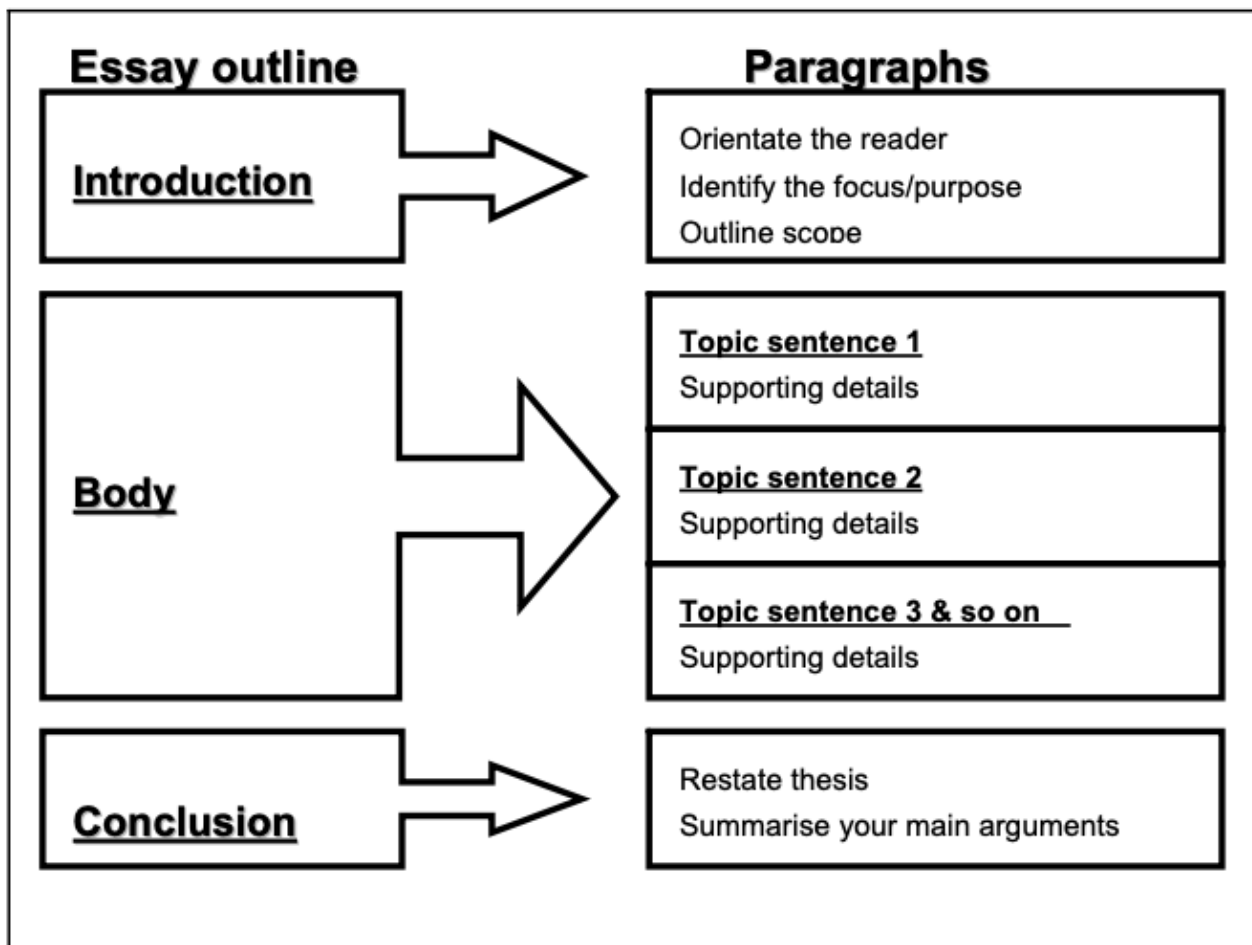 Essay outline
Paragraphs
Introduction
Orientate the reader
Identify the focus/purpose
Outline scope
Body
Topic sentence 1
Supporting details
Topic sentence 2
Supporting details
Topic sentence 3 & so on
Supporting details
Conclusion
Restate thesis
Summarise your main arguments